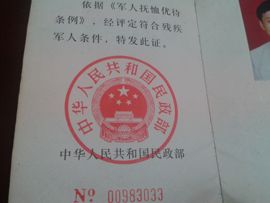 依据《军人抚恤优待
条例》，经评定符合残疾
军人条件，特发此证。
中华人民共和国民政部
中华人民共和国民政部
No 00983033